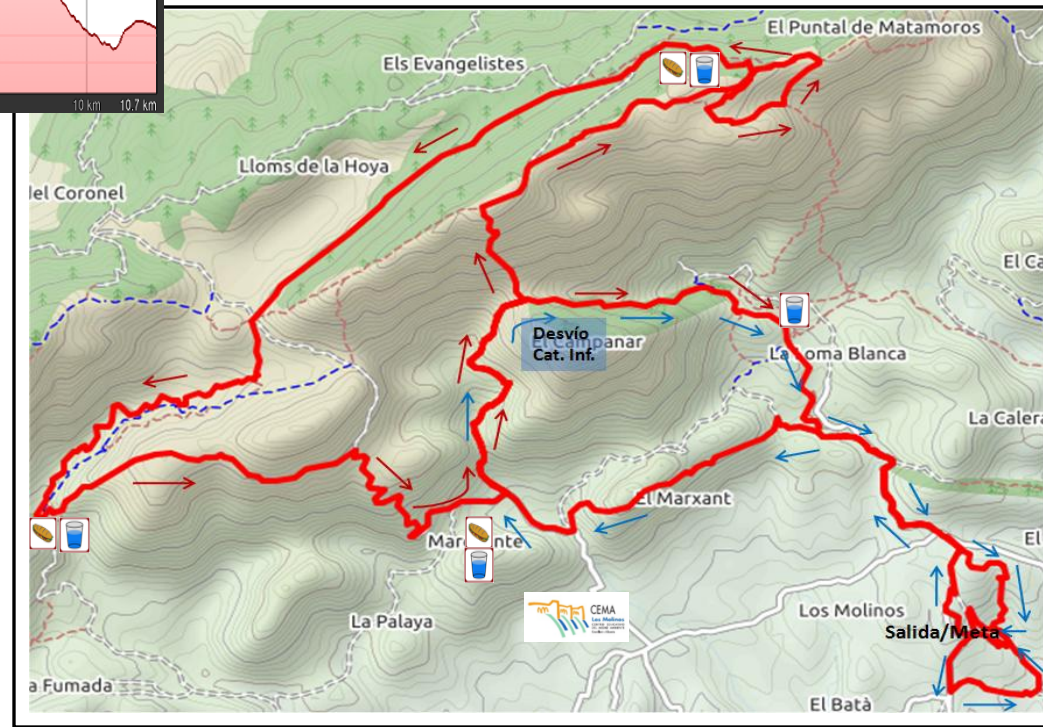 10 km 10.7 km
El Puntal de Matamoros
Els Evangelistes
Lloms de la Hoya
del Coronel
El Ca
Desvío
El Campanar
Cat. Inf.
La Loma Blanca
La Calera
El Marxant
El
CEMA
Los Molinos
Los Molinos
La Palaya
Salida/Meta
a Fumada
El Batà